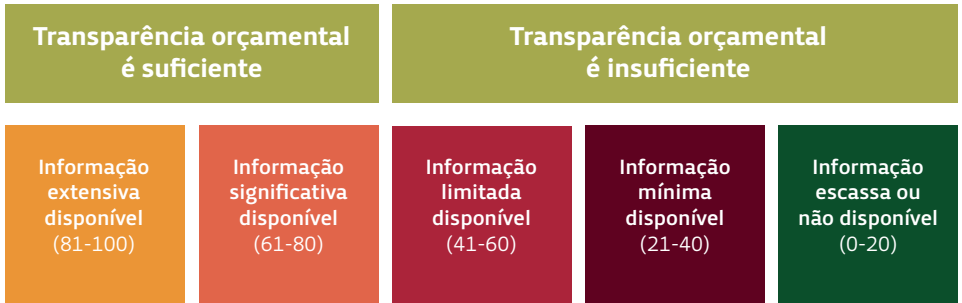 Transparência orçamental
é suficiente
Transparência orçamental
é insuficiente
Informação
extensiva
disponível
(81-100)
Informação
significativa
disponível
(61-80)
Informação
limitada
disponível
(41-60)
Informação
mínima
disponível
(21-40)
Informação
escassa ou
não disponível
(0-20)